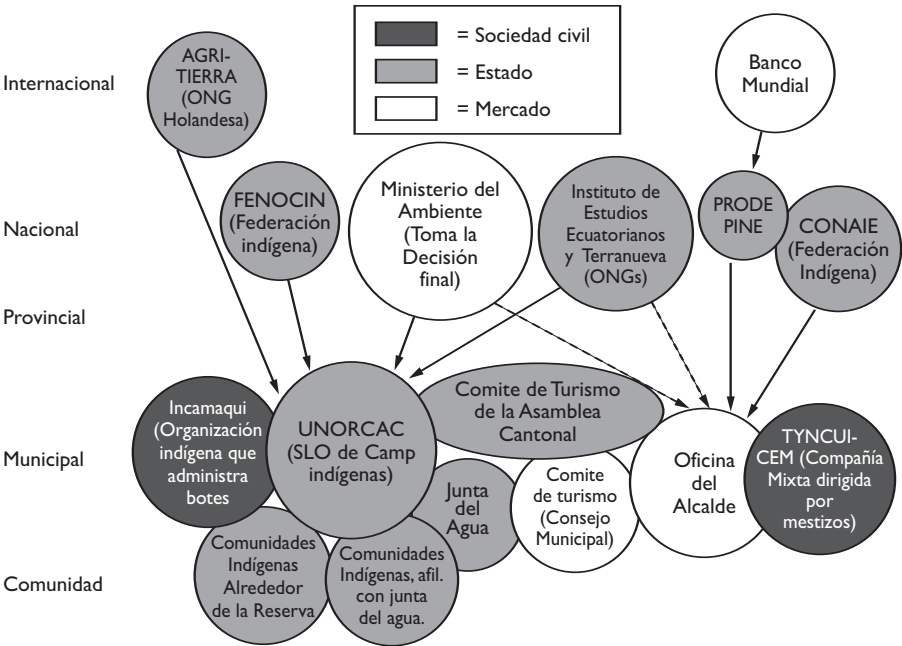 = Sociedad civil
= Estado
= Mercado
Internacional
AGRI-
TIERRA
(ONG
Holandesa)
Banco
Mundial
Nacional
FENOCIN
(Federación
indígena)
Ministerio del
Ambiente
(Toma la
Decisión
final)
Instituto de
Estudios
Ecuatorianos
y Terranueva
(ONGs)
PRODE
PINE
CONAIE
(Federación
Indígena)
Provincial
Municipal
Incamaqui
(Organización
indígena que
administra
botes
UNORCAC
(SLO de Camp
indígenas)
Comite de Turismo
de la Asamblea
Cantonal
Junta
del
Agua
Comite
de turismo
(Consejo
Municipal)
Oficina
del
Alcalde
TYNCUI-
CEM (Compañía
Mixta dirigida
por
mestizos)
Comunidad
Comunidades
Indígenas
Alrededor
de la Reserva
Comunidades
Indígenas, afil.
con junta
del agua.